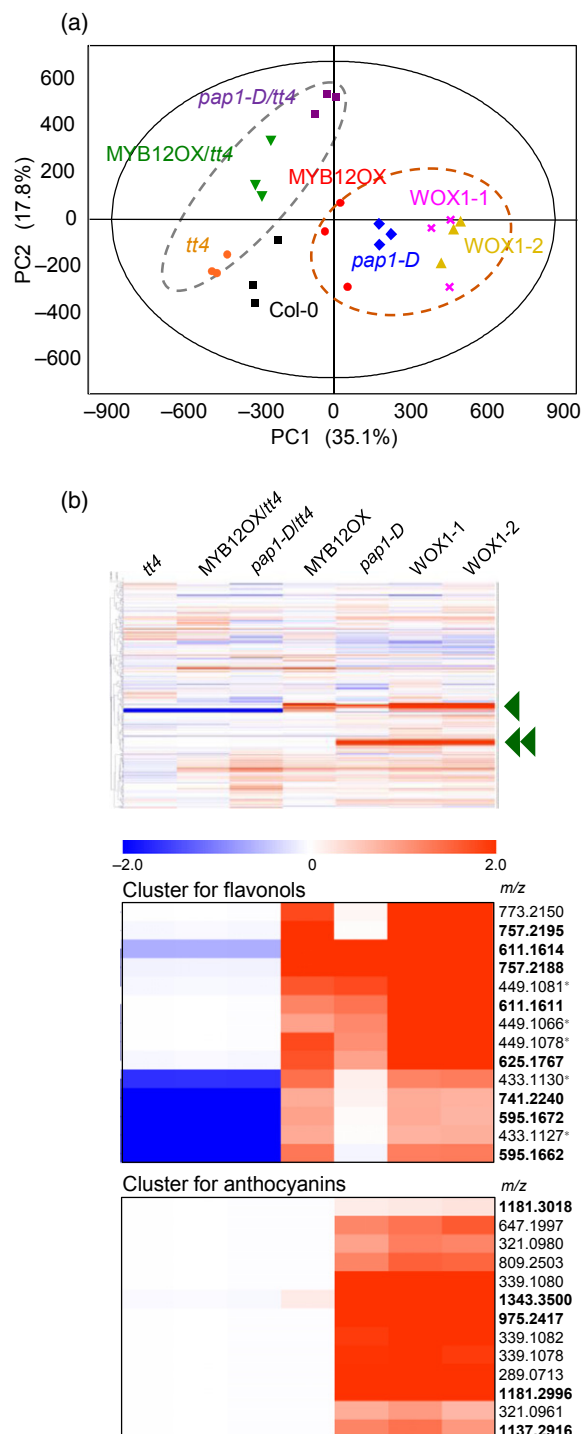 (a)
600
400
200
0
−200
−400
−600
PC2 (17.8%)
pap1-D/tt4
MYB12OX/tt4
MYB12OX
WOX1-1
tt4
pap1-D
WOX1-2
Col-0
−900 −600 −300 0 300 600 900
PC1 (35.1%)
(b)
tt4 MYB12OX/tt4 pap1-D/tt4 MYB12OX pap1-D WOX1-1 WOX1-2
−2.0 0 2.0
Cluster for flavonols m/z
773.2150
757.2195
611.1614
757.2188
449.1081*
611.1611
449.1066*
449.1078*
625.1767
433.1130*
741.2240
595.1672
433.1127*
595.1662
Cluster for anthocyanins m/z
1181.3018
647.1997
321.0980
809.2503
339.1080
1343.3500
975.2417
339.1082
339.1078
289.0713
1181.2996
321.0961
1137.2916